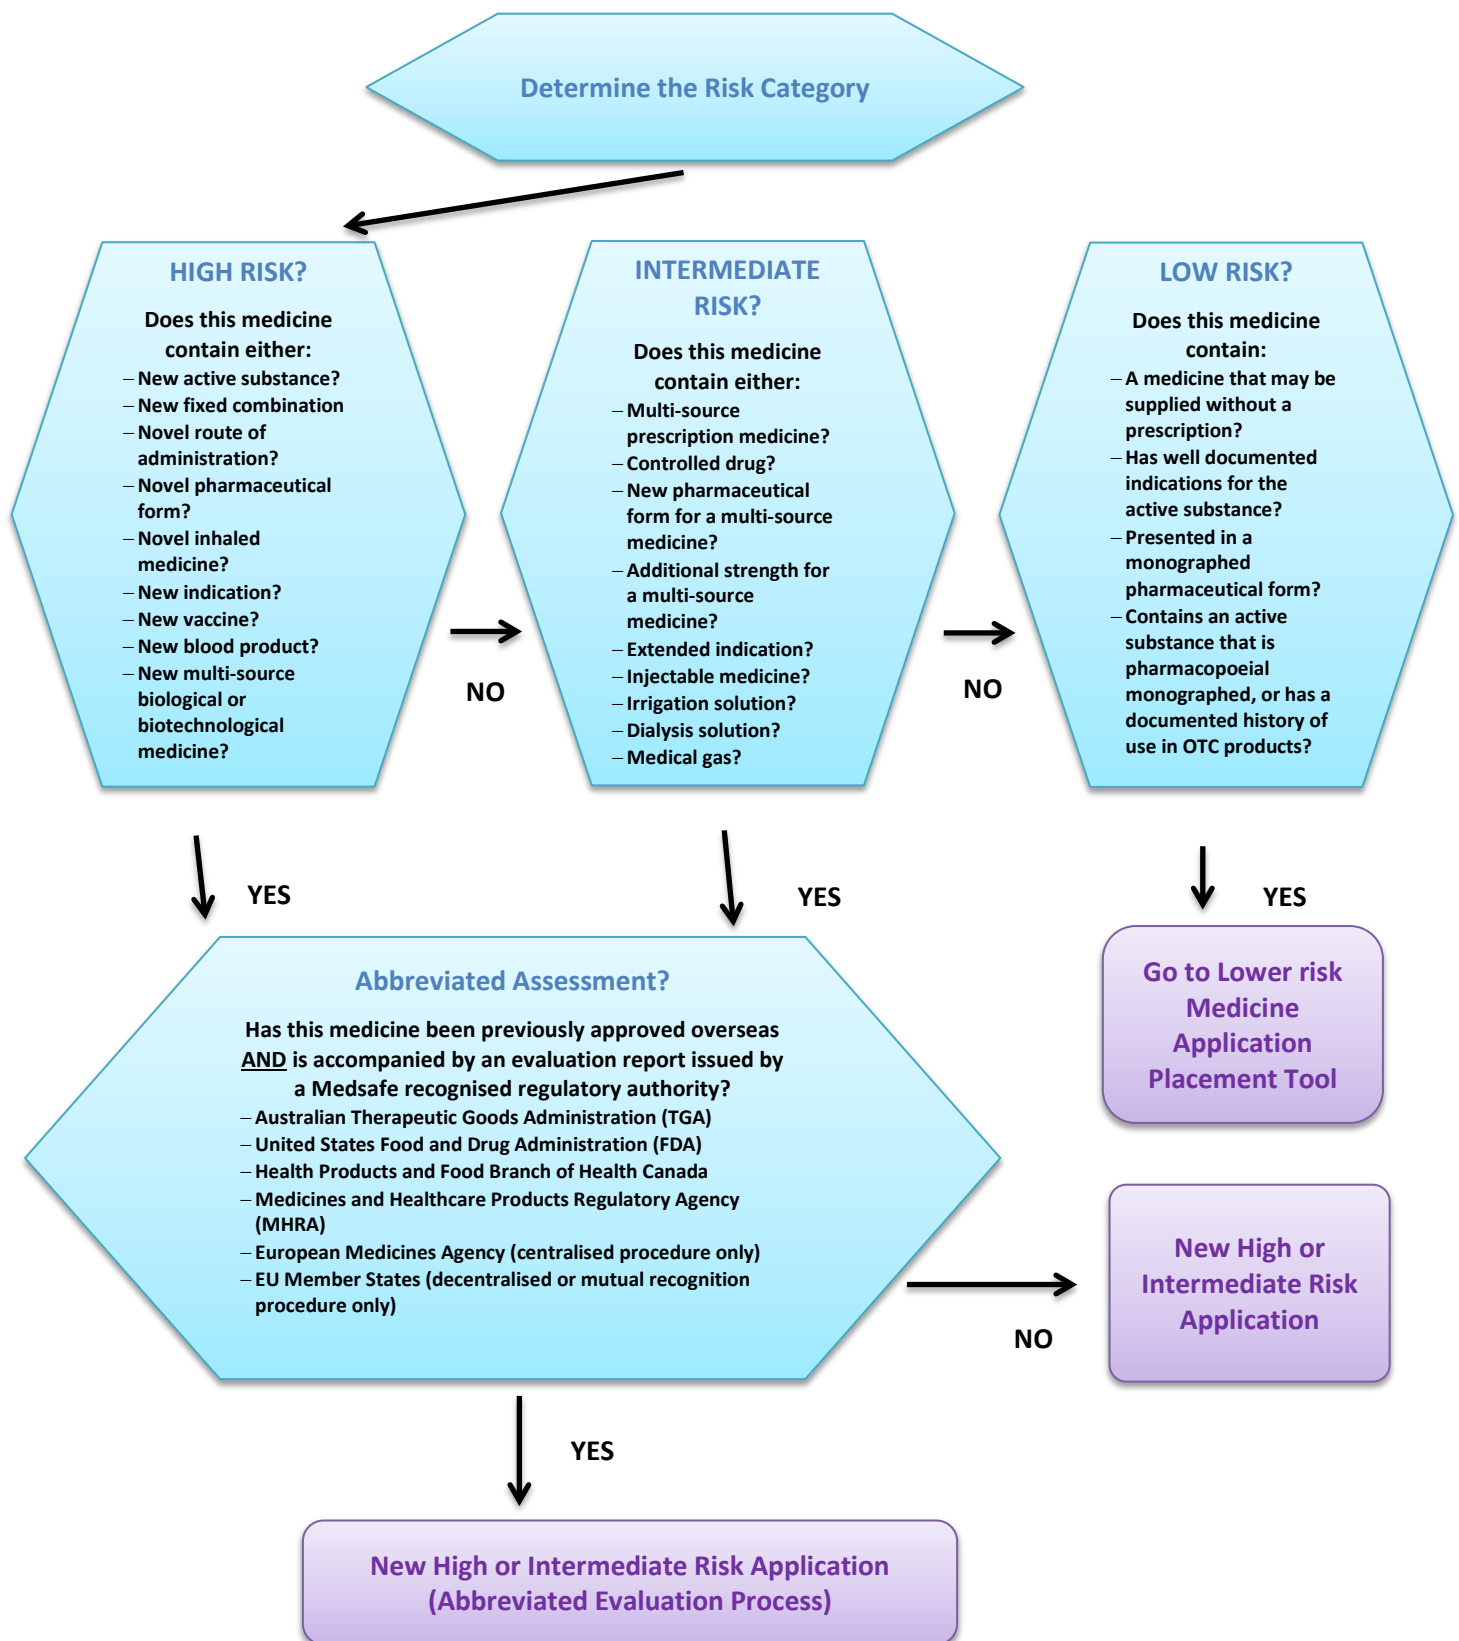 Determine the Risk Category
HIGH RISK?
Does this medicine
contain either:
– New active substance?
– New fixed combination
– Novel route of
administration?
– Novel pharmaceutical
form?
– Novel inhaled
medicine?
– New indication?
– New vaccine?
– New blood product?
– New multi-source
biological or
biotechnological
medicine?
NO
INTERMEDIATE
RISK?
Does this medicine
contain either:
– Multi-source
prescription medicine?
– Controlled drug?
– New pharmaceutical
form for a multi-source
medicine?
– Additional strength for
a multi-source
medicine?
– Extended indication?
– Injectable medicine?
– Irrigation solution?
– Dialysis solution?
– Medical gas?
NO
LOW RISK?
Does this medicine
contain:
– A medicine that may be
supplied without a
prescription?
– Has well documented
indications for the
active substance?
– Presented in a
monographed
pharmaceutical form?
– Contains an active
substance that is
pharmacopoeial
monographed, or has a
documented history of
use in OTC products?
YES
YES
YES
Abbreviated Assessment?
Has this medicine been previously approved overseas
AND is accompanied by an evaluation report issued by
a Medsafe recognised regulatory authority?
– Australian Therapeutic Goods Administration (TGA)
– United States Food and Drug Administration (FDA)
– Health Products and Food Branch of Health Canada
– Medicines and Healthcare Products Regulatory Agency
(MHRA)
– European Medicines Agency (centralised procedure only)
– EU Member States (decentralised or mutual recognition
procedure only)
Go to Lower risk
Medicine
Application
Placement Tool
NO
New High or
Intermediate Risk
Application
YES
New High or Intermediate Risk Application
(Abbreviated Evaluation Process)